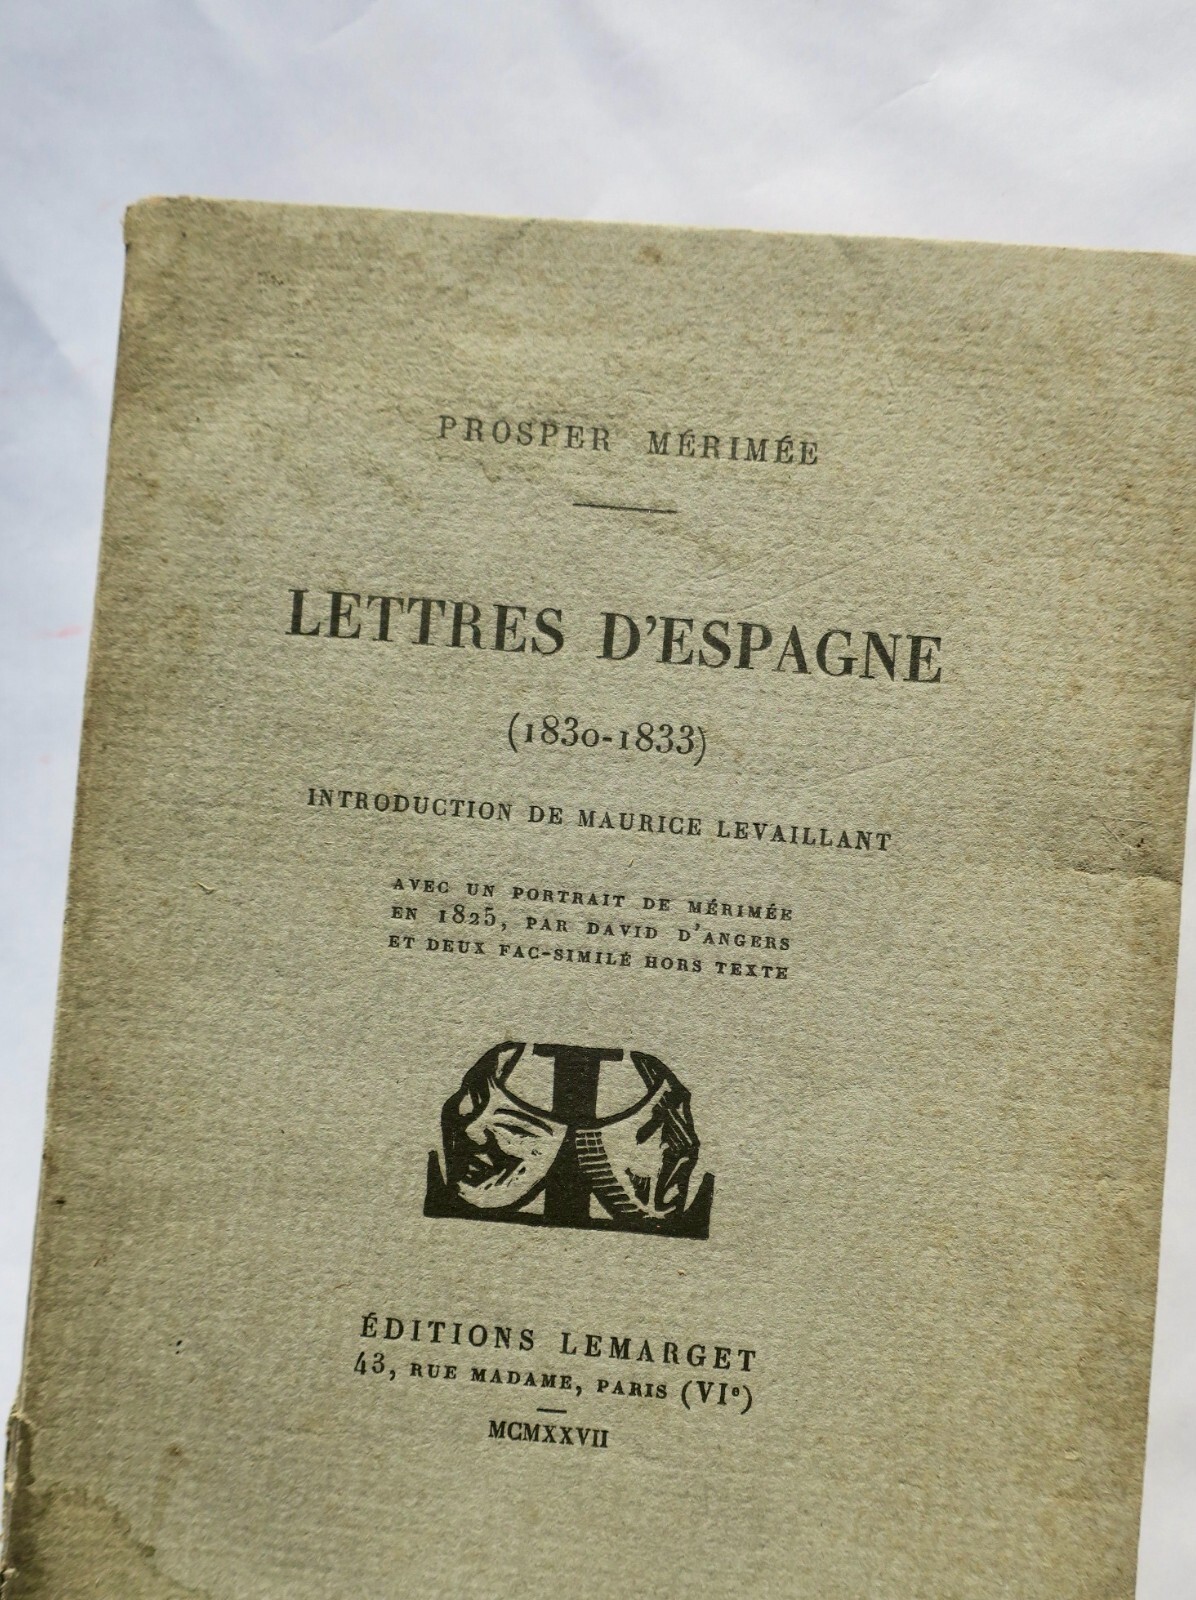 PROSPER MÉRIMÉE
LETTRES D'ESPAGNE
(1830-1833)
INTRODUCTION DE MAURICE LEVAILLANT
AVEC UN PORTRAIT DE MÉRIMÉE
EN 1825, PAR DAVID D'ANGERS
ET DEUX FAC-SIMILÉ HORS TEXTE
ÉDITIONS LEMARGET
43, RUE MADAME, PARIS (VIe)
MCMXXVII